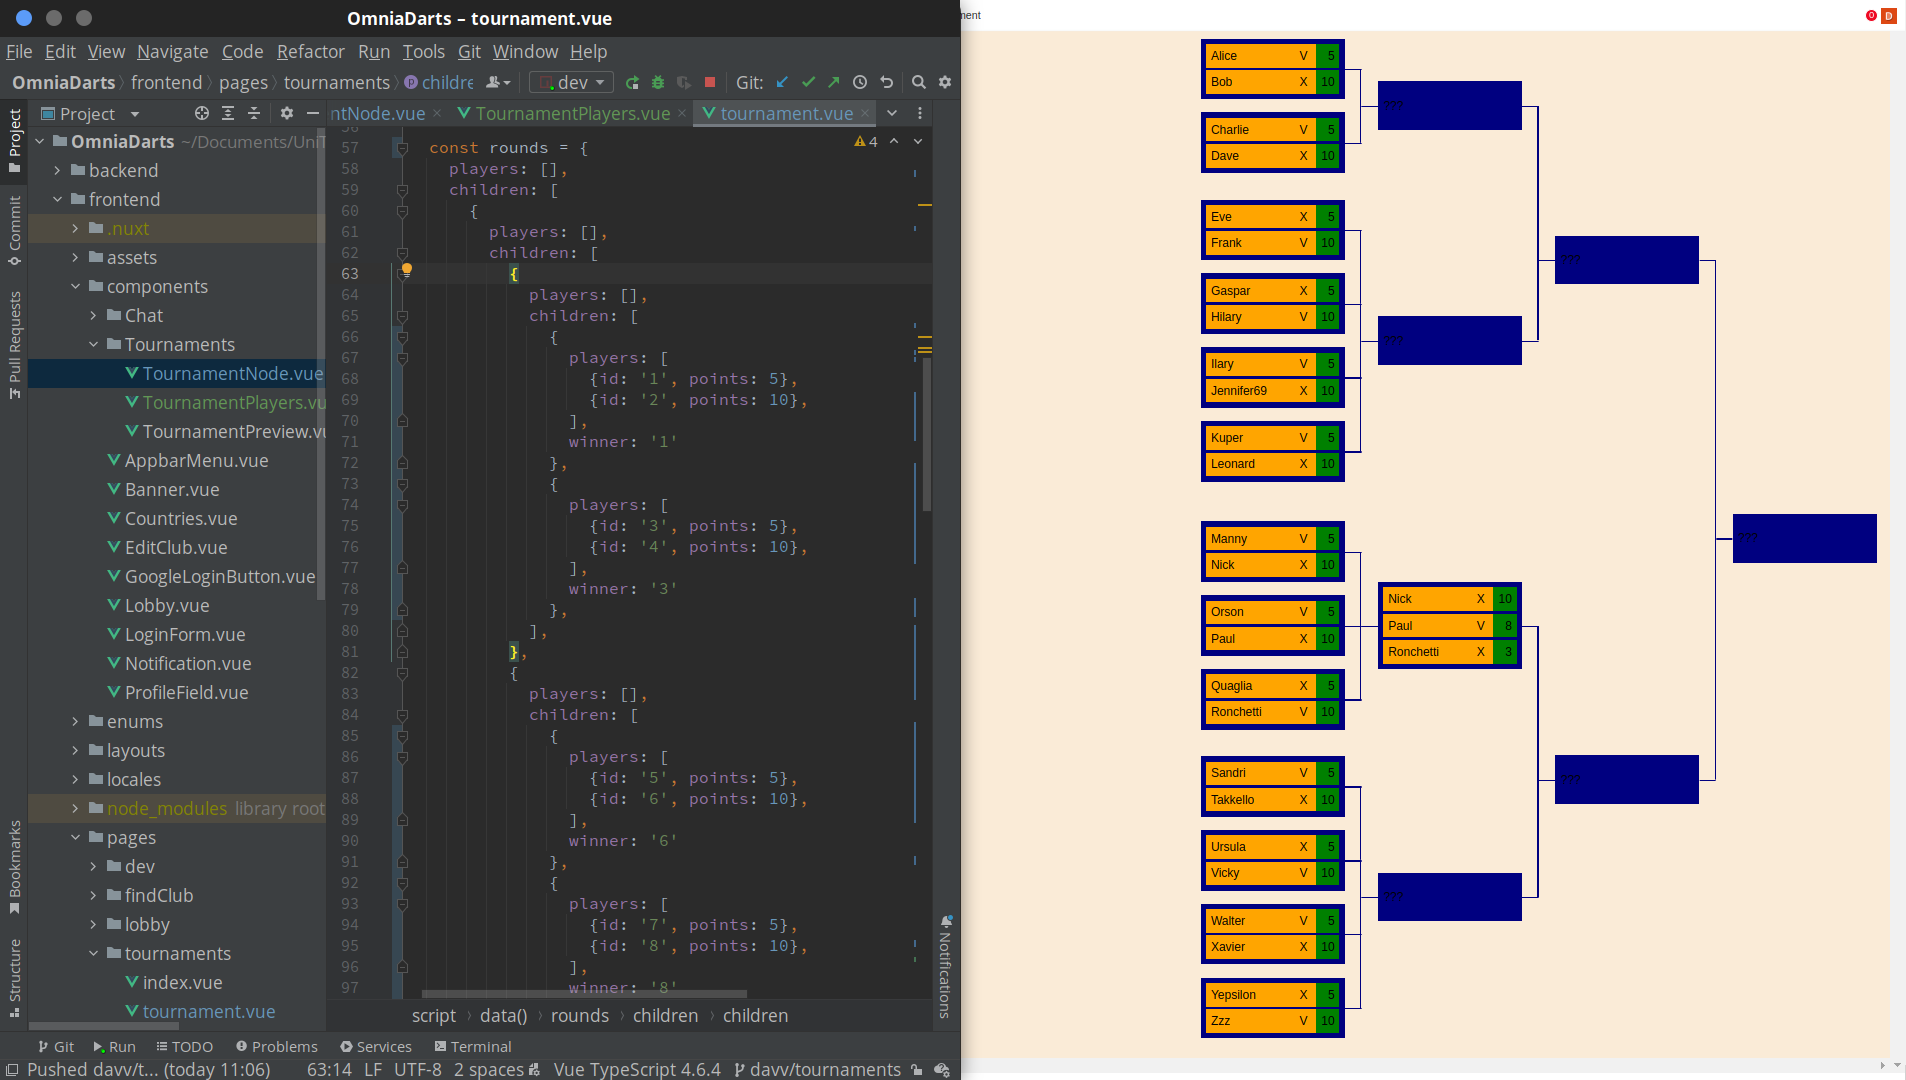 OmniaDarts – tournament.vue
File Edit View Navigate Code Refactor Run Tools Git Window Help
OmniaDarts frontend pages tournaments childre dev Git:
Project
ntNode.vue TournamentPlayers.vue tournament.vue
Project
Commit
Pull Requests
Bookmarks
Structure
OmniaDarts ~/Documents/UniT
backend
frontend
.nuxt
assets
components
Chat
Tournaments
TournamentNode.vue
TournamentPlayers.vu
TournamentPreview.vu
AppbarMenu.vue
Banner.vue
Countries.vue
EditClub.vue
GoogleLoginButton.vue
Lobby.vue
LoginForm.vue
Notification.vue
ProfileField.vue
enums
layouts
locales
node_modules library root
pages
dev
findClub
lobby
tournaments
index.vue
tournament.vue
4
56
57 const rounds = {
58 players: [],
59 children: [
60 {
61 players: [],
62 children: [
63 {
64 players: [],
65 children: [
66 {
67 players: [
68 {id: '1', points: 5},
69 {id: '2', points: 10},
70 ],
71 winner: '1'
72 },
73 {
74 players: [
75 {id: '3', points: 5},
76 {id: '4', points: 10},
77 ],
78 winner: '3'
79 },
80 ],
81 },
82 {
83 players: [],
84 children: [
85 {
86 players: [
87 {id: '5', points: 5},
88 {id: '6', points: 10},
89 ],
90 winner: '6'
91 },
92 {
93 players: [
94 {id: '7', points: 5},
95 {id: '8', points: 10},
96 ],
97 winner: '8'
script data() rounds children children
Notifications
Git Run TODO Problems Services Terminal
Pushed davv/t... (today 11:06) 63:14 LF UTF-8 2 spaces Vue TypeScript 4.6.4 davv/tournaments
ment
0 D
Alice V 5
Bob X 10
Charlie V 5
Dave X 10
Eve X 5
Frank V 10
Gaspar X 5
Hilary V 10
Ilary V 5
Jennifer69 X 10
Kuper V 5
Leonard X 10
Manny V 5
Nick X 10
Orson V 5
Paul X 10
Quaglia X 5
Ronchetti V 10
Sandri V 5
Takkello X 10
Ursula V 5
Vicky V 10
Walter V 5
Xavier X 10
Yepsilon X 5
Zzz V 10
???
???
Nick X 10
Paul V 8
Ronchetti X 3
???
???
???
???